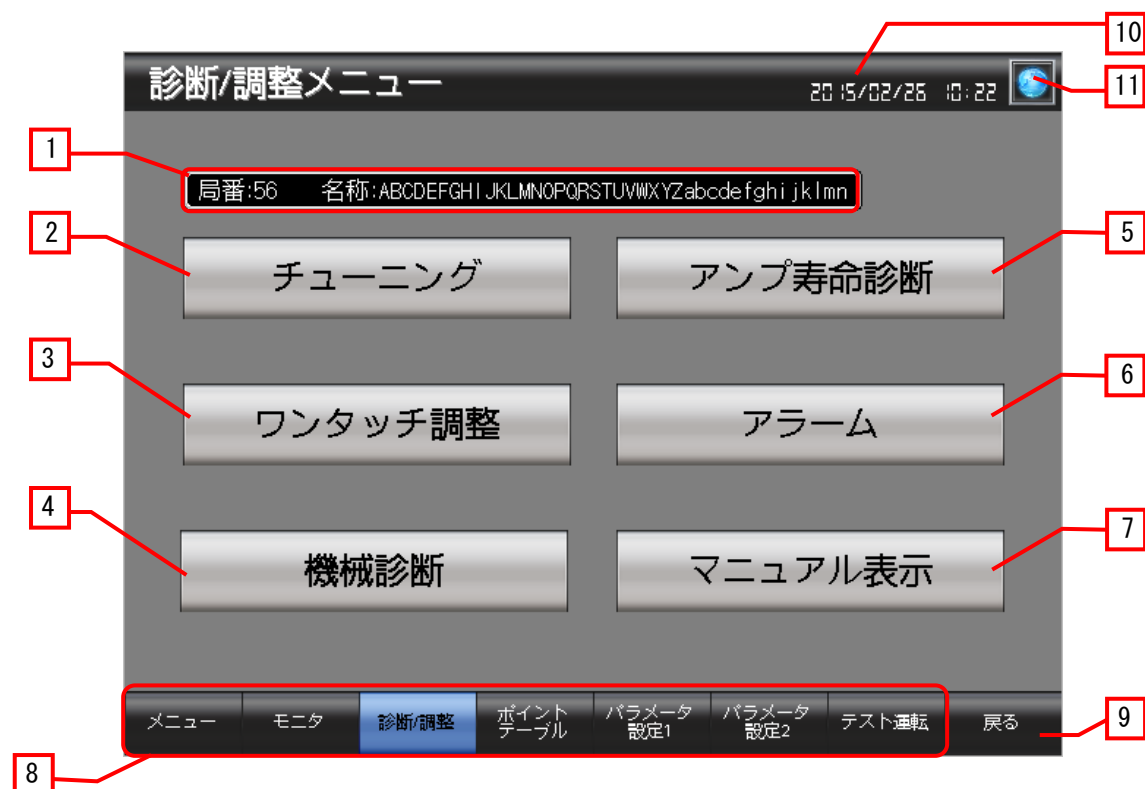 10
診断/調整メニュー
2015/02/26 10:22
11
1
局番:56 名称:ABCDEFGHIJKLMNOPQRSTUVWXYZabcdefghijklmn
2
チューニング
アンプ寿命診断
5
3
ワンタッチ調整
アラーム
6
4
機械診断
マニュアル表示
7
メニュー
モニタ
診断/調整
ポイント
テーブル
パラメータ
設定1
パラメータ
設定2
テスト運転
戻る
9
8